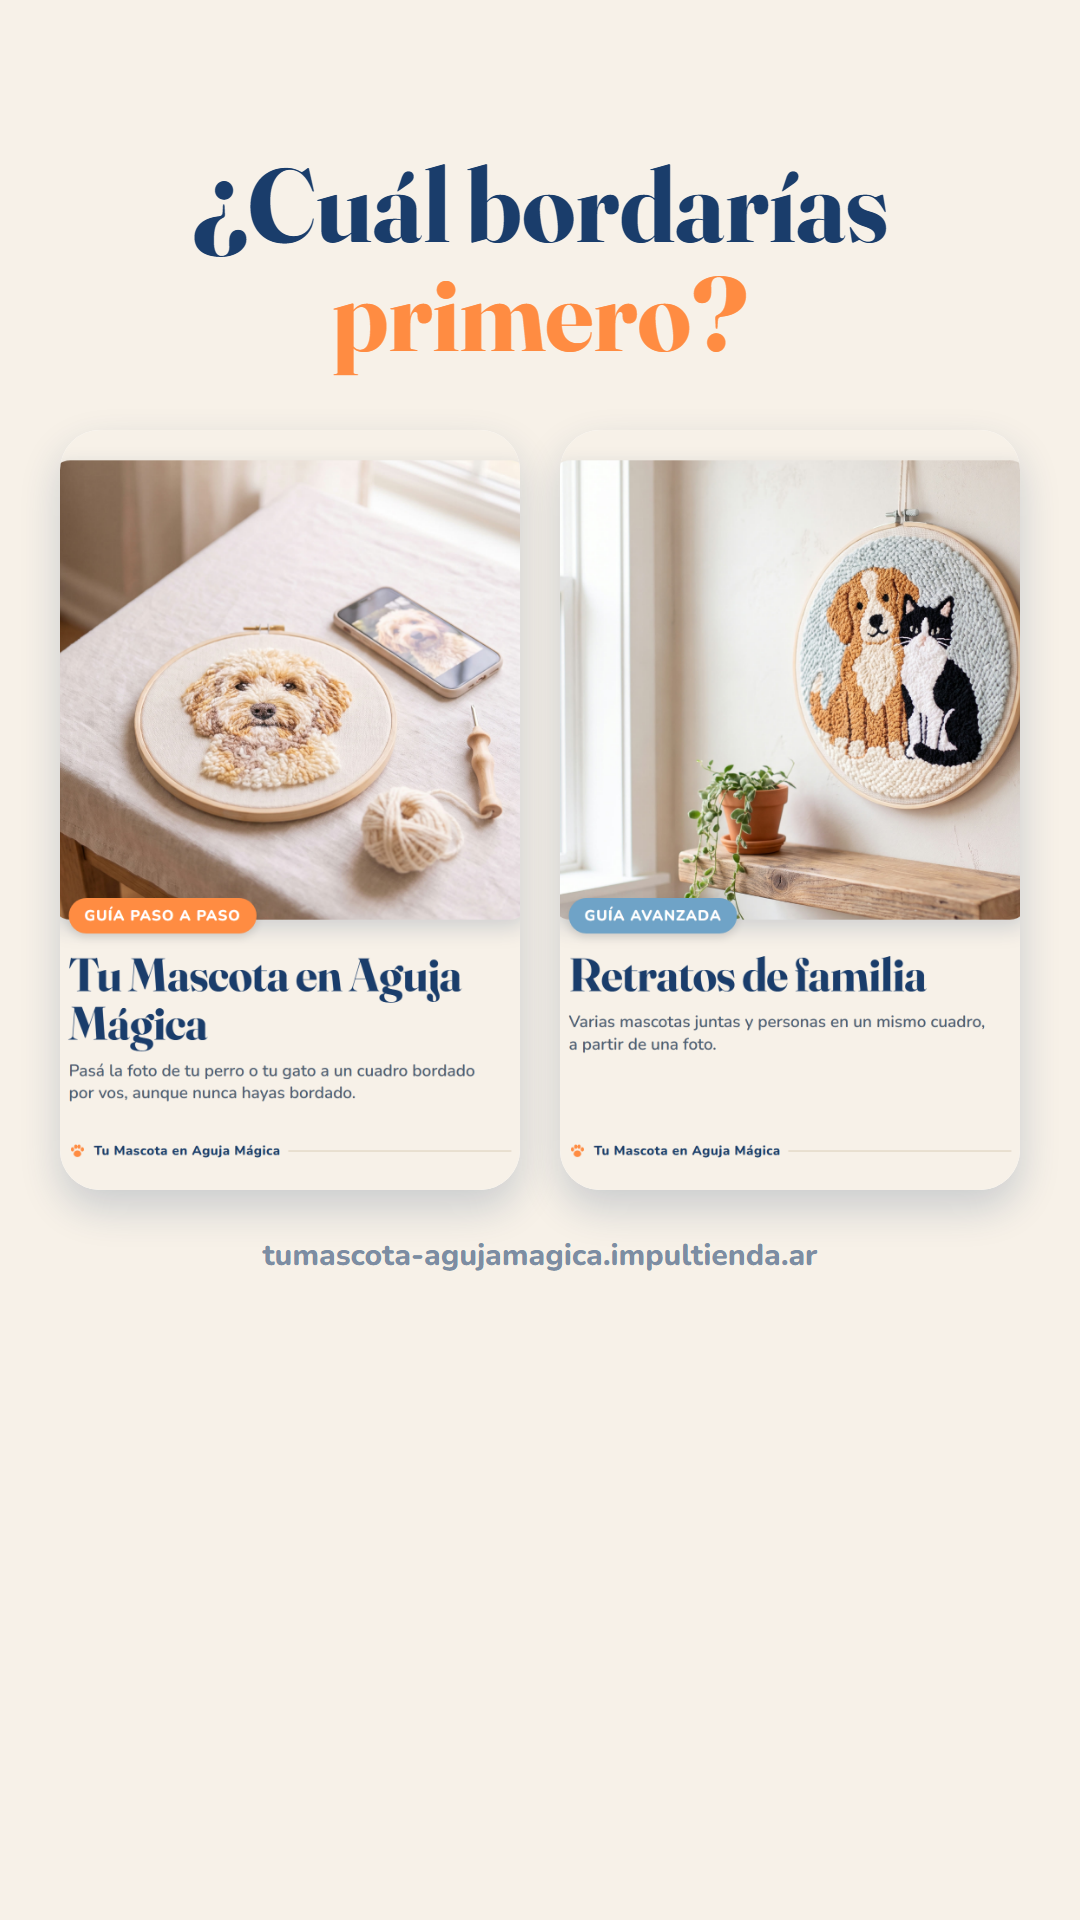 ¿Cuál bordarías
primero?
GUÍA PASO A PASO
Tu Mascota en Aguja
Mágica
Pasá la foto de tu perro o tu gato a un cuadro bordado
por vos, aunque nunca hayas bordado.
Tu Mascota en Aguja Mágica
GUÍA AVANZADA
Retratos de familia
Varias mascotas juntas y personas en un mismo cuadro,
a partir de una foto.
Tu Mascota en Aguja Mágica
tumascota-agujamagica.impultienda.ar